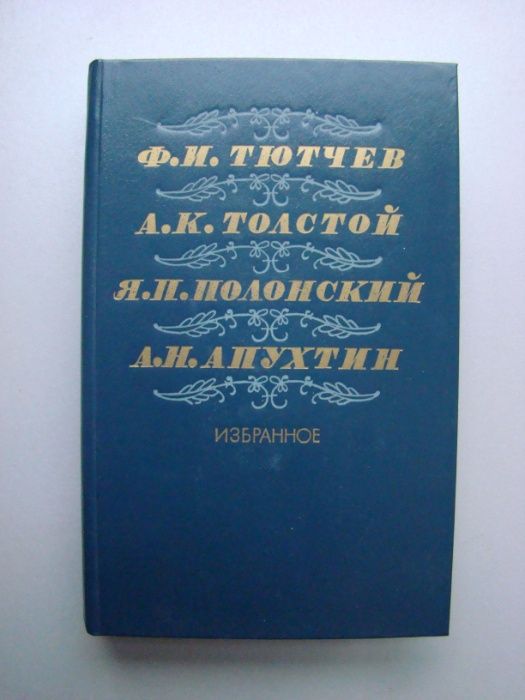 Ф.И. ТЮТЧЕВ
А.К. ТОЛСТОЙ
Я.П. ПОЛОНСКИЙ
А.Н. АПУХТИН
ИЗБРАННОЕ